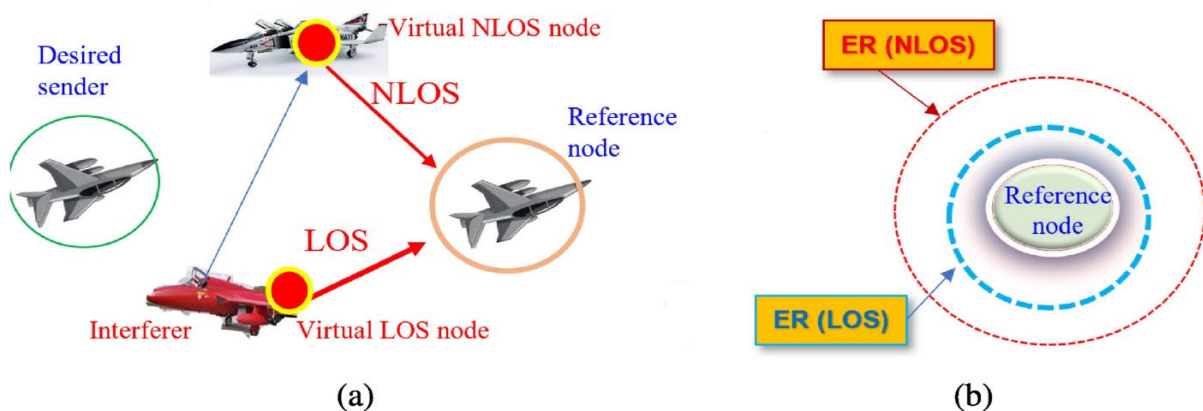 Virtual NLOS node
Desired
sender
NLOS
Reference
node
LOS
Interferer
Virtual LOS node
(a)
ER (NLOS)
Reference
node
ER (LOS)
(b)